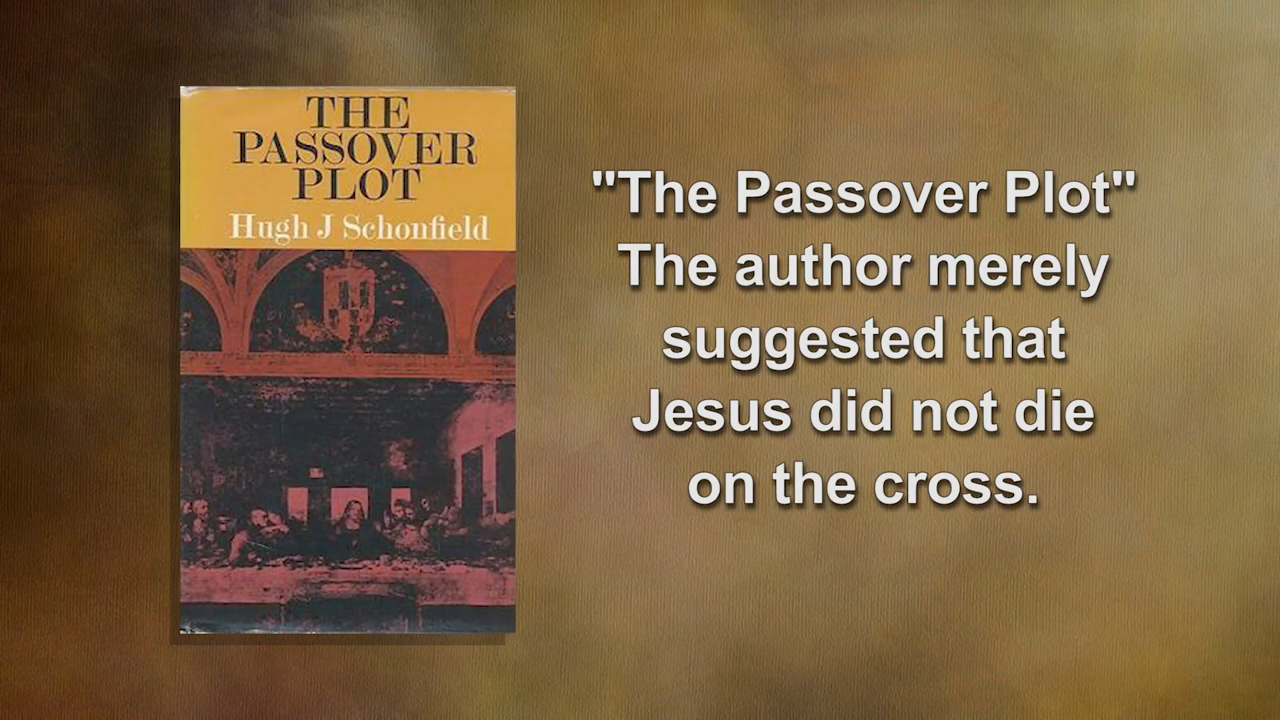 THE
PASSOVER
PLOT
Hugh J Schonfield
"The Passover Plot"
The author merely
suggested that
Jesus did not die
on the cross.